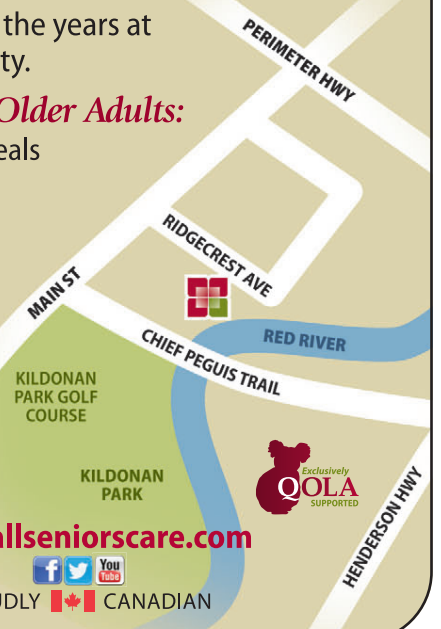 the years at
ty.
Older Adults:
eals
PERIMETER HWY
RIDGECREST AVE
MAIN ST
RED RIVER
CHIEF PEGUIS TRAIL
KILDONAN
PARK GOLF
COURSE
KILDONAN
PARK
Exclusively
QOLA
SUPPORTED
HENDERSON HWY
allseniorscare.com
f
You
Tube
UDLY CANADIAN